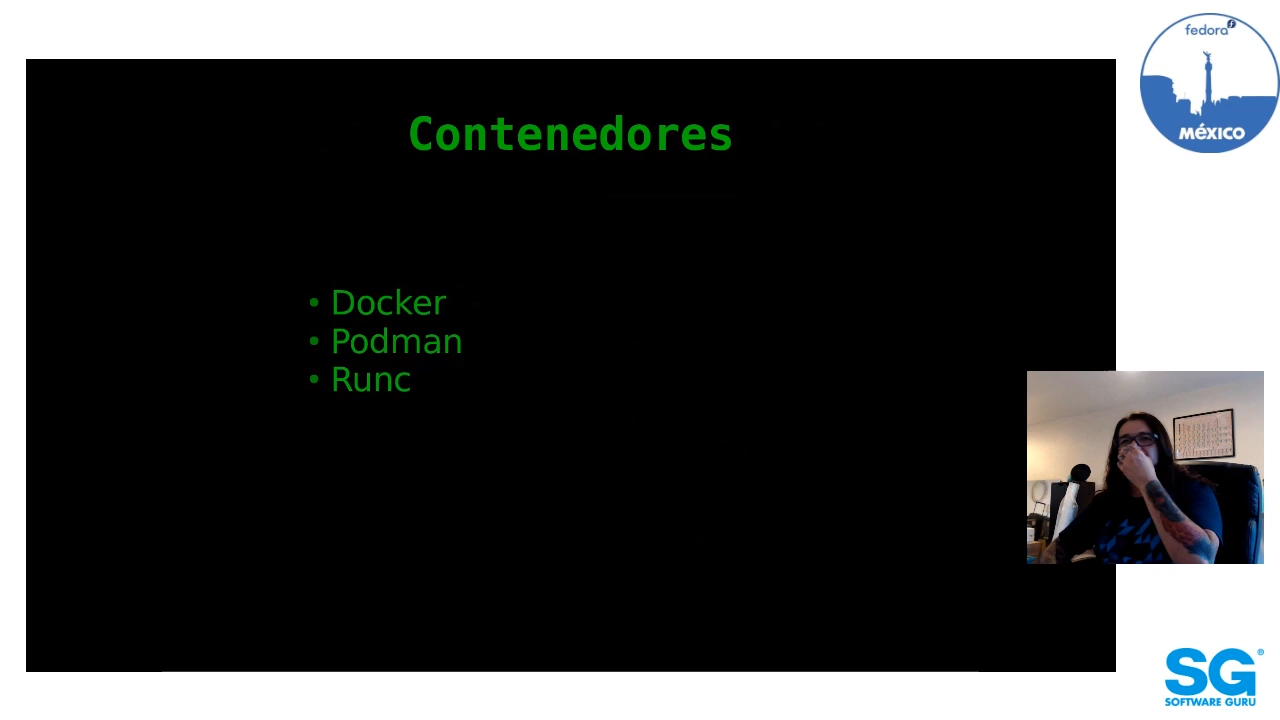 fedora
MÉXICO
Contenedores
• Docker
• Podman
• Runc
SG®
SOFTWARE GURU